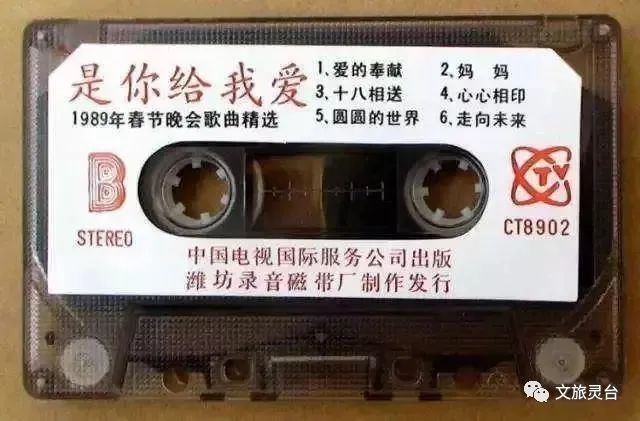 是你给我爱
1989年春节晚会歌曲精选
1、爱的奉献 2、妈 妈
3、十八相送 4、心心相印
5、圆圆的世界 6、走向未来
B
STEREO
CTV
CT8902
中国电视国际服务公司出版
潍坊录音磁带厂制作发行
文旅灵台